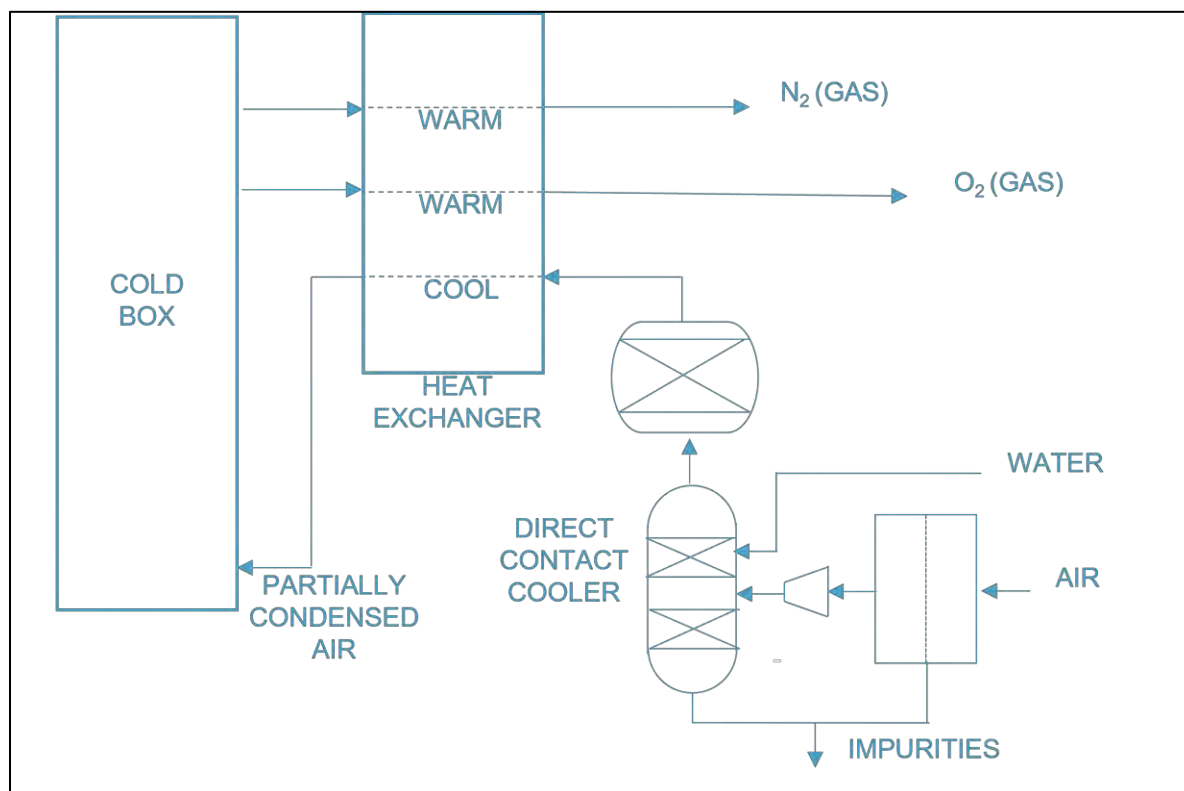 N₂ (GAS)
WARM
O₂ (GAS)
WARM
COLD
BOX
COOL
HEAT
EXCHANGER
WATER
DIRECT
CONTACT
COOLER
AIR
PARTIALLY
CONDENSED
AIR
IMPURITIES